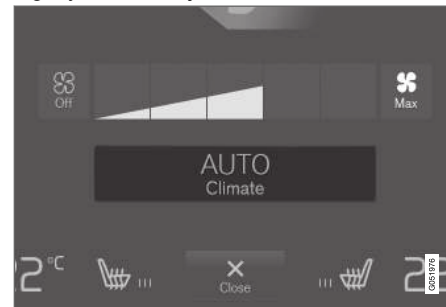 Off
Max
AUTO
Climate
2°C
Close
2
G051976